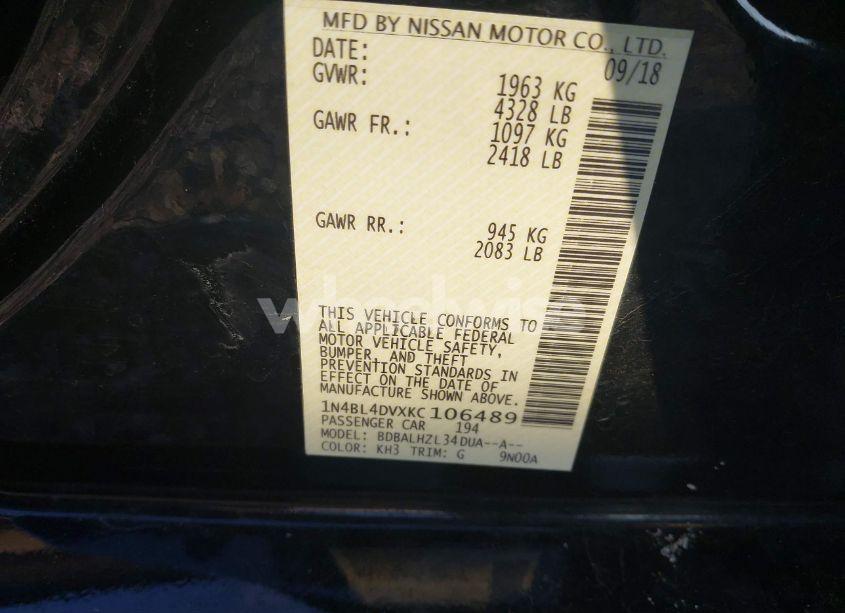 MFD BY NISSAN MOTOR CO., LTD.
DATE: 09/18
GVWR: 1963 KG
4328 LB
GAWR FR.: 1097 KG
2418 LB
GAWR RR.: 945 KG
2083 LB
wheelwise
THIS VEHICLE CONFORMS TO
ALL APPLICABLE FEDERAL
MOTOR VEHICLE SAFETY,
BUMPER, AND THEFT
PREVENTION STANDARDS IN
EFFECT ON THE DATE OF
MANUFACTURE SHOWN ABOVE.
1N4BL4DVXKC106489
PASSENGER CAR 194
MODEL: BDBALHZL34DUA--A--
COLOR: KH3 TRIM: G 9N00A